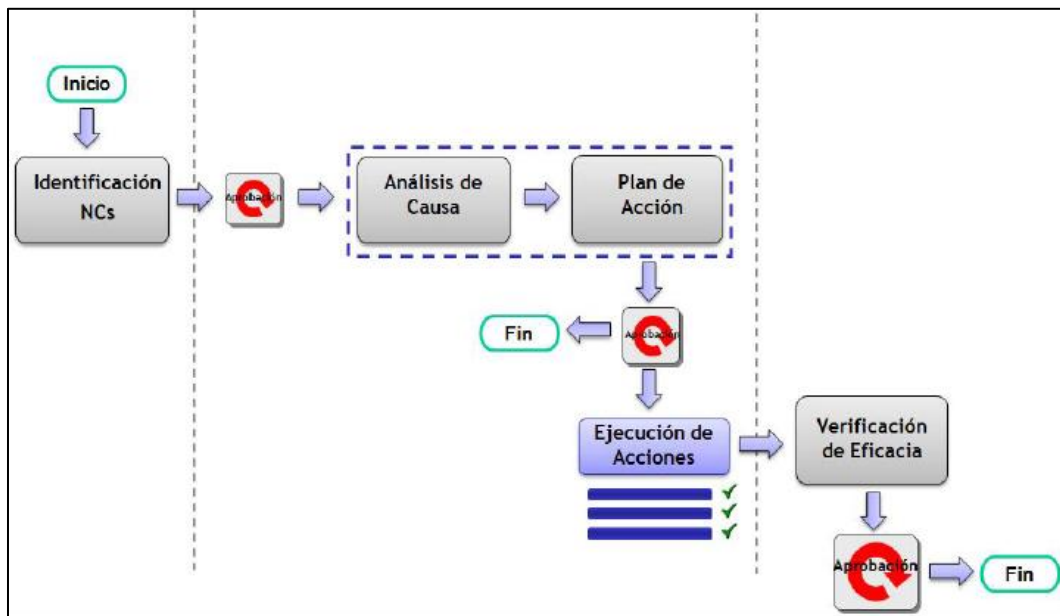 Inicio
Identificación
NCs
Aprobación
Análisis de
Causa
Plan de
Acción
Fin
Aprobación
Ejecución de
Acciones
Verificación
de Eficacia
Aprobación
Fin